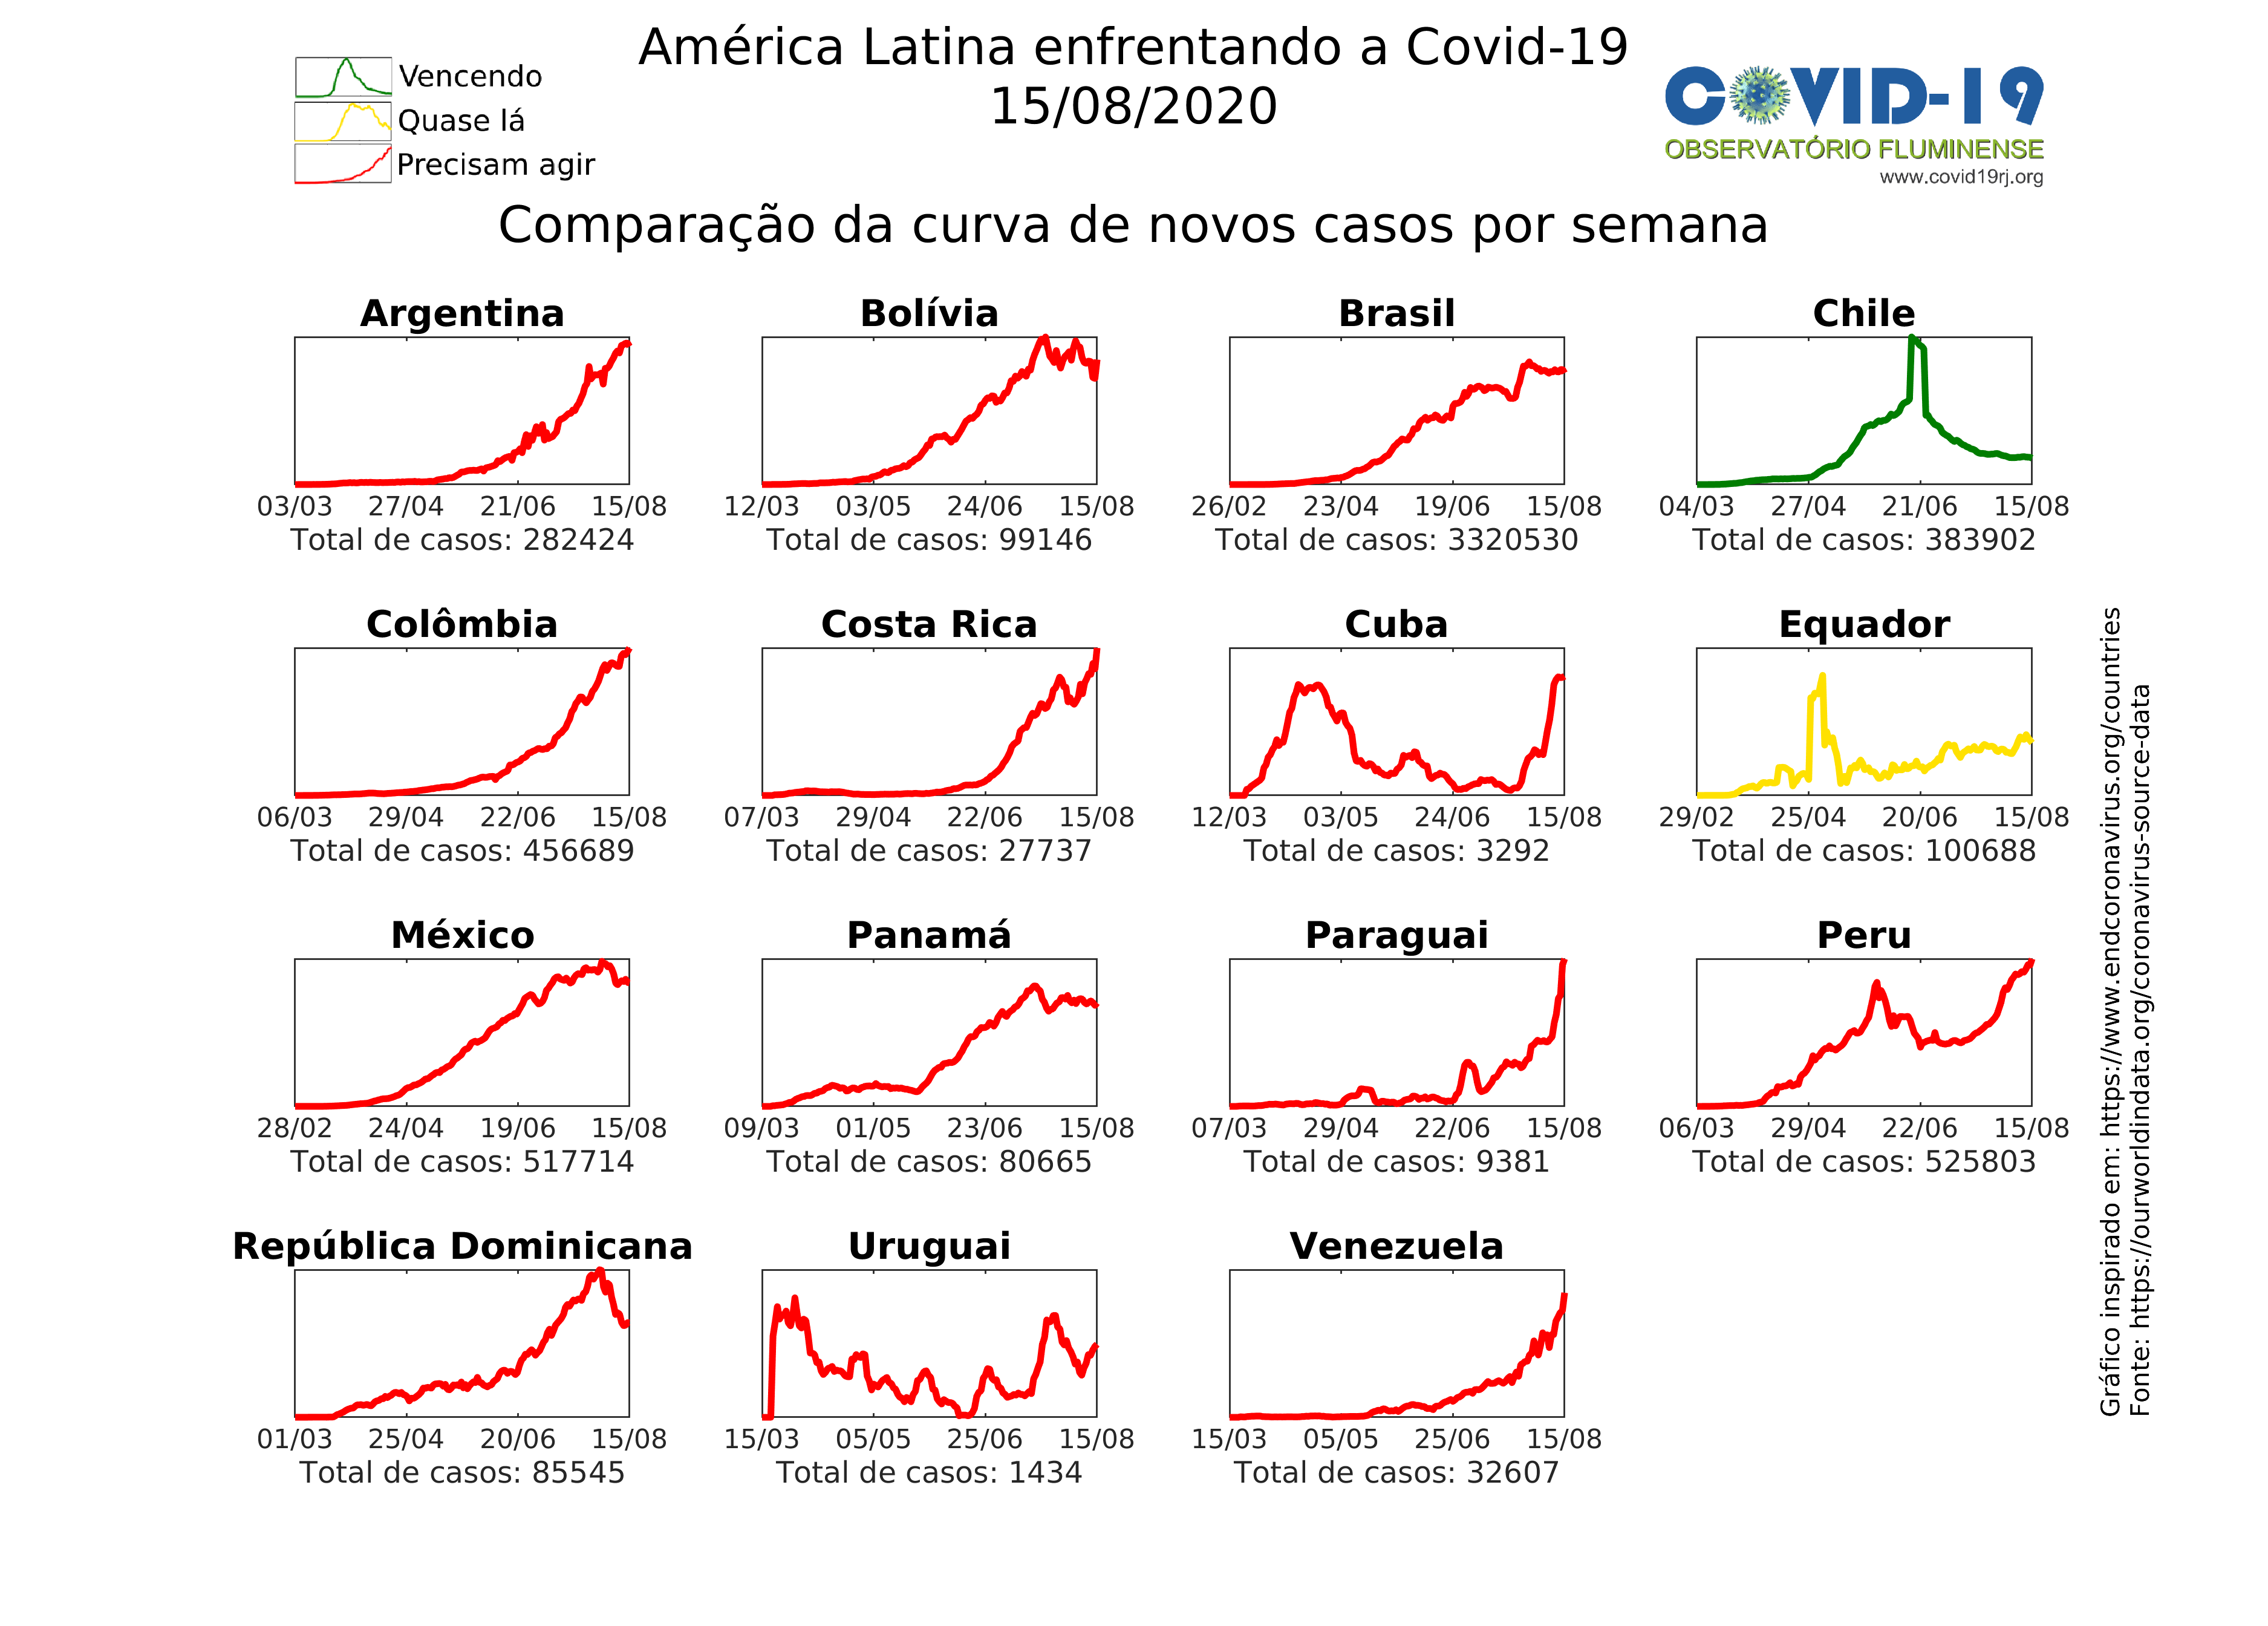 América Latina enfrentando a Covid-19
15/08/2020
Vencendo
Quase lá
Precisam agir
COVID-19
OBSERVATÓRIO FLUMINENSE
www.covid19rj.org
Comparação da curva de novos casos por semana
Argentina
03/03 27/04 21/06 15/08
Total de casos: 282424
Bolívia
12/03 03/05 24/06 15/08
Total de casos: 99146
Brasil
26/02 23/04 19/06 15/08
Total de casos: 3320530
Chile
04/03 27/04 21/06 15/08
Total de casos: 383902
Colômbia
06/03 29/04 22/06 15/08
Total de casos: 456689
Costa Rica
07/03 29/04 22/06 15/08
Total de casos: 27737
Cuba
12/03 03/05 24/06 15/08
Total de casos: 3292
Equador
29/02 25/04 20/06 15/08
Total de casos: 100688
México
28/02 24/04 19/06 15/08
Total de casos: 517714
Panamá
09/03 01/05 23/06 15/08
Total de casos: 80665
Paraguai
07/03 29/04 22/06 15/08
Total de casos: 9381
Peru
06/03 29/04 22/06 15/08
Total de casos: 525803
República Dominicana
01/03 25/04 20/06 15/08
Total de casos: 85545
Uruguai
15/03 05/05 25/06 15/08
Total de casos: 1434
Venezuela
15/03 05/05 25/06 15/08
Total de casos: 32607
Gráfico inspirado em: https://www.endcoronavirus.org/countries
Fonte: https://ourworldindata.org/coronavirus-source-data